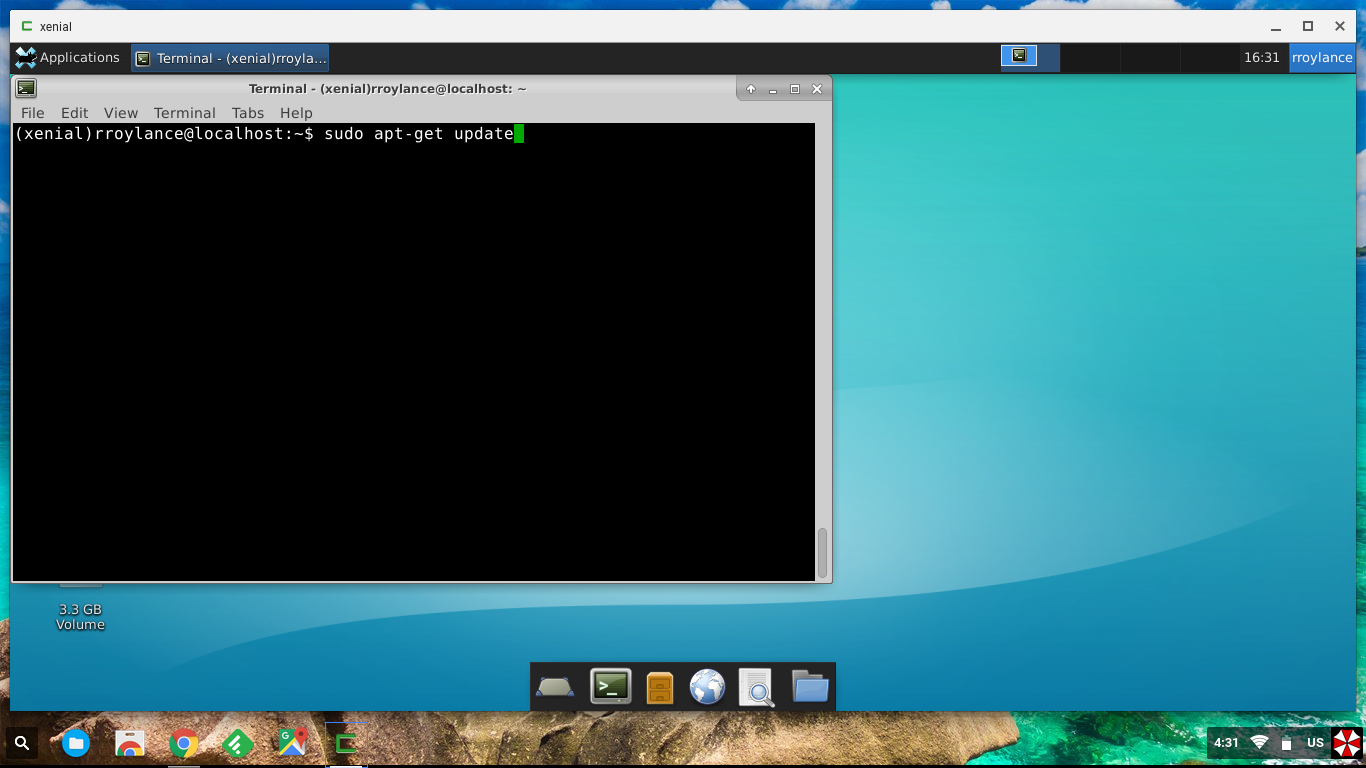 xenial
Applications
Terminal - (xenial)rroyla...
16:31
rroylance
Terminal - (xenial)rroylance@localhost: ~
File Edit View Terminal Tabs Help
(xenial)rroylance@localhost:~$ sudo apt-get update
3.3 GB
Volume
4:31
US